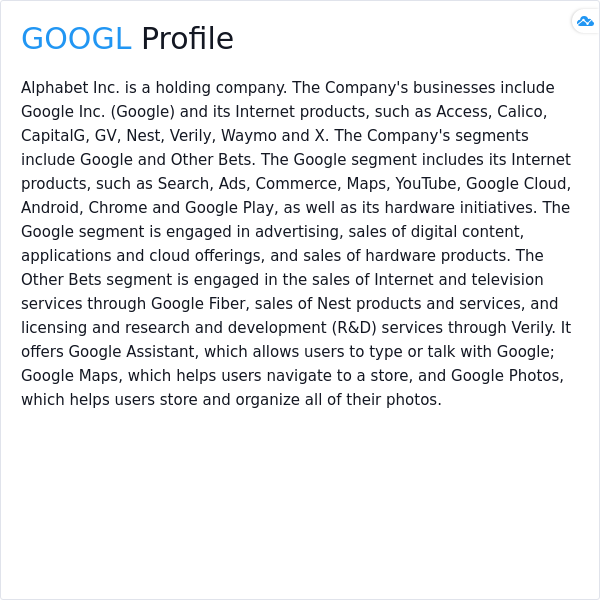 GOOGL Profile
Alphabet Inc. is a holding company. The Company's businesses include
Google Inc. (Google) and its Internet products, such as Access, Calico,
CapitalG, GV, Nest, Verily, Waymo and X. The Company's segments
include Google and Other Bets. The Google segment includes its Internet
products, such as Search, Ads, Commerce, Maps, YouTube, Google Cloud,
Android, Chrome and Google Play, as well as its hardware initiatives. The
Google segment is engaged in advertising, sales of digital content,
applications and cloud offerings, and sales of hardware products. The
Other Bets segment is engaged in the sales of Internet and television
services through Google Fiber, sales of Nest products and services, and
licensing and research and development (R&D) services through Verily. It
offers Google Assistant, which allows users to type or talk with Google;
Google Maps, which helps users navigate to a store, and Google Photos,
which helps users store and organize all of their photos.